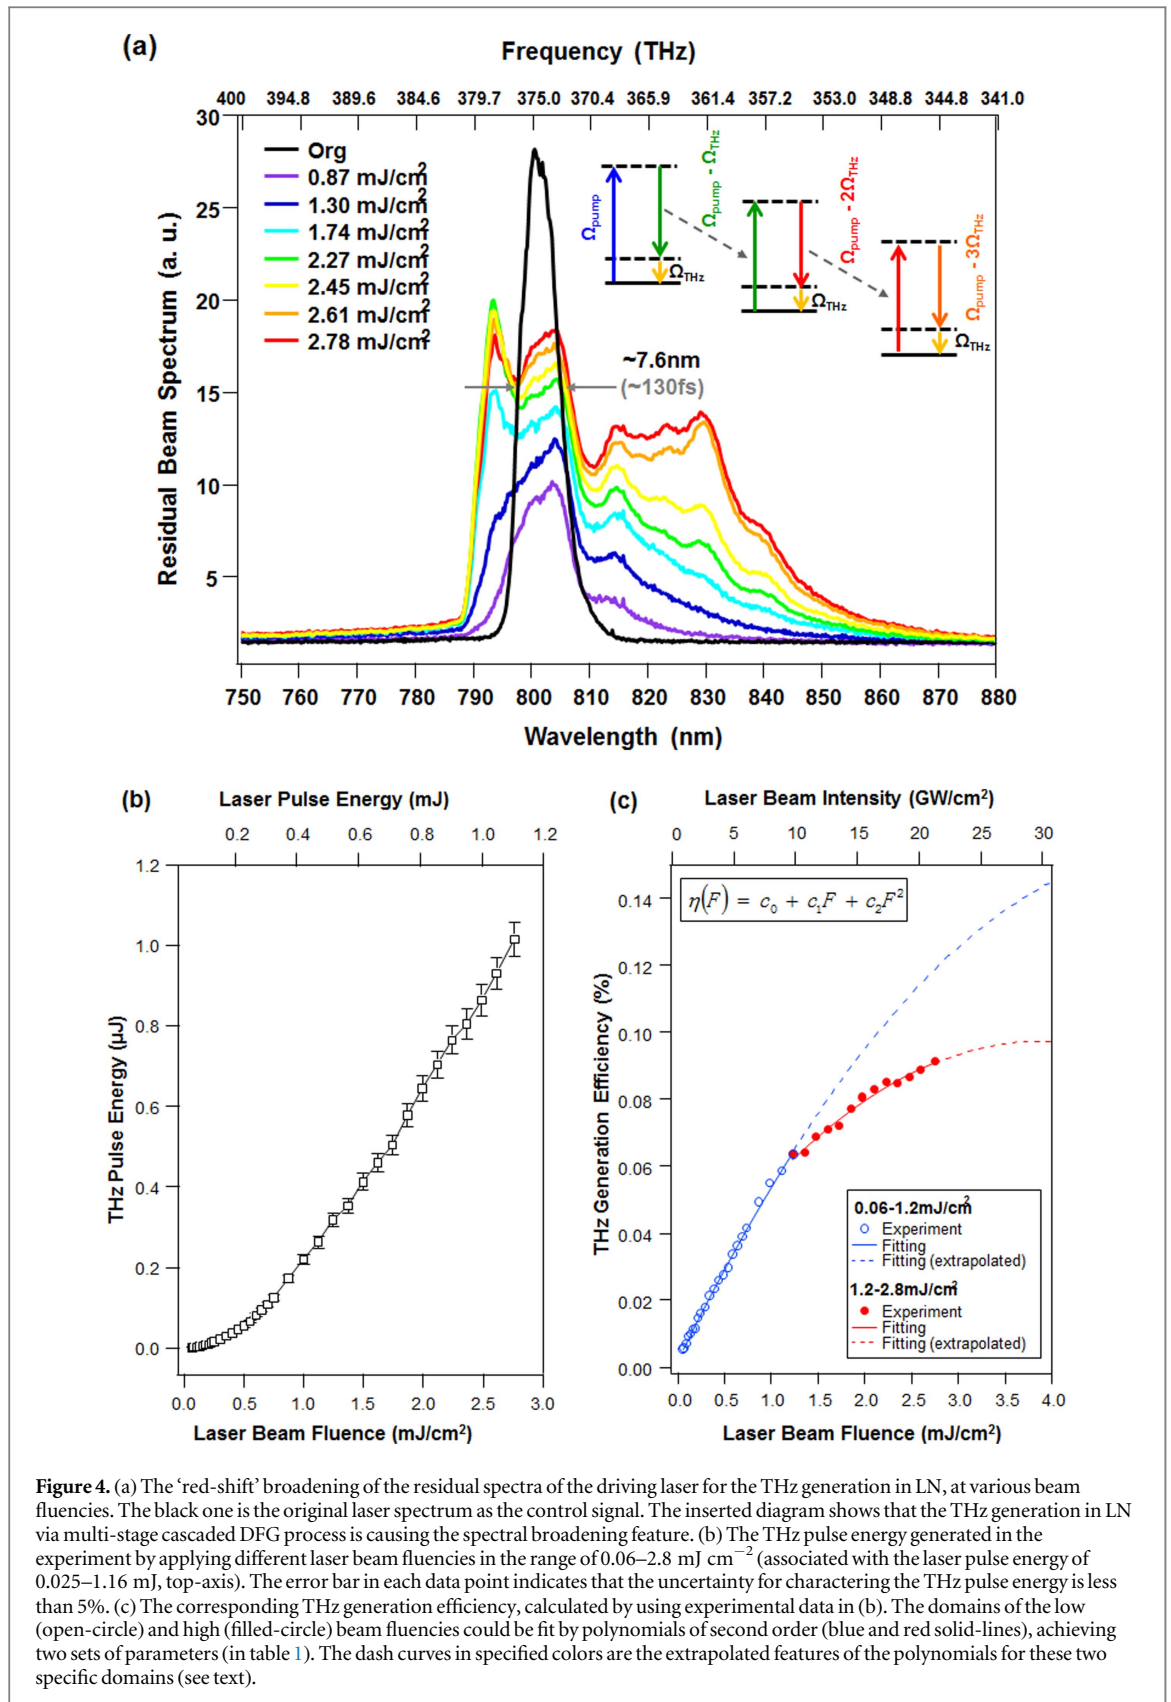 (a)
Frequency (THz)
400 394.8 389.6 384.6 379.7 375.0 370.4 365.9 361.4 357.2 353.0 348.8 344.8 341.0
30
25
20
15
10
5
Residual Beam Spectrum (a. u.)
Org
0.87 mJ/cm2
1.30 mJ/cm2
1.74 mJ/cm2
2.27 mJ/cm2
2.45 mJ/cm2
2.61 mJ/cm2
2.78 mJ/cm2
Ωpump
Ωpump - ΩTHz
ΩTHz
Ωpump - 2ΩTHz
ΩTHz
Ωpump - 3ΩTHz
ΩTHz
~7.6nm
(~130fs)
750 760 770 780 790 800 810 820 830 840 850 860 870 880
Wavelength (nm)
(b)
Laser Pulse Energy (mJ)
0.2 0.4 0.6 0.8 1.0 1.2
1.2
1.0
0.8
0.6
0.4
0.2
0.0
THz Pulse Energy (μJ)
0.0 0.5 1.0 1.5 2.0 2.5 3.0
Laser Beam Fluence (mJ/cm2)
(c)
Laser Beam Intensity (GW/cm2)
0 5 10 15 20 25 30
η(F) = c0 + c1F + c2F2
0.14
0.12
0.10
0.08
0.06
0.04
0.02
0.00
THz Generation Efficiency (%)
0.06-1.2mJ/cm2
Experiment
Fitting
Fitting (extrapolated)
1.2-2.8mJ/cm2
Experiment
Fitting
Fitting (extrapolated)
0.0 0.5 1.0 1.5 2.0 2.5 3.0 3.5 4.0
Laser Beam Fluence (mJ/cm2)
Figure 4. (a) The ‘red-shift’ broadening of the residual spectra of the driving laser for the THz generation in LN, at various beam
fluencies. The black one is the original laser spectrum as the control signal. The inserted diagram shows that the THz generation in LN
via multi-stage cascaded DFG process is causing the spectral broadening feature. (b) The THz pulse energy generated in the
experiment by applying different laser beam fluencies in the range of 0.06–2.8 mJ cm−2 (associated with the laser pulse energy of
0.025–1.16 mJ, top-axis). The error bar in each data point indicates that the uncertainty for charactering the THz pulse energy is less
than 5%. (c) The corresponding THz generation efficiency, calculated by using experimental data in (b). The domains of the low
(open-circle) and high (filled-circle) beam fluencies could be fit by polynomials of second order (blue and red solid-lines), achieving
two sets of parameters (in table 1). The dash curves in specified colors are the extrapolated features of the polynomials for these two
specific domains (see text).